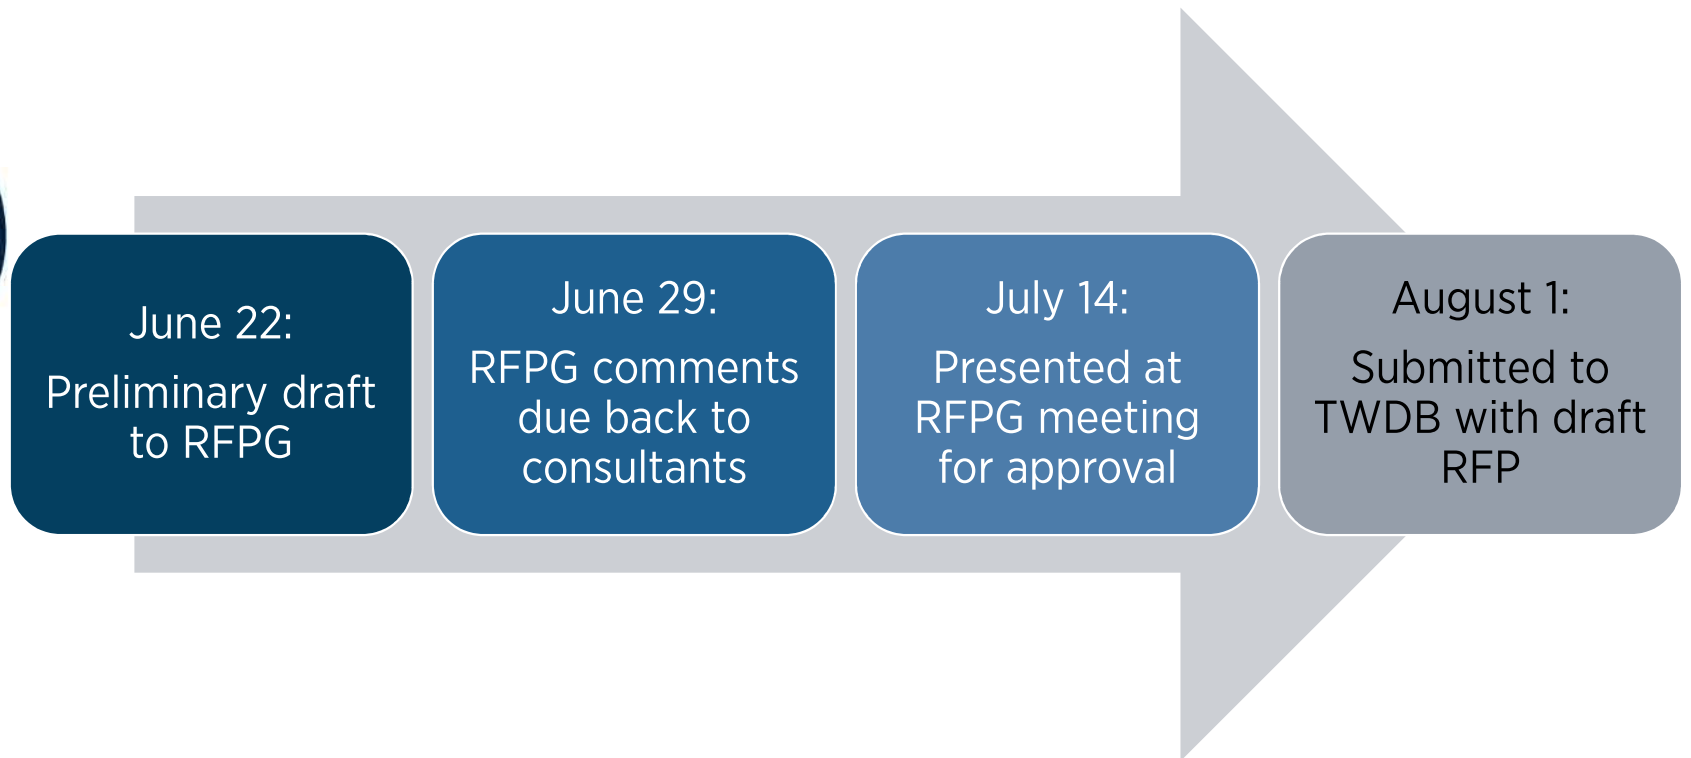 June 22:
Preliminary draft
to RFPG
June 29:
RFPG comments
due back to
consultants
July 14:
Presented at
RFPG meeting
for approval
August 1:
Submitted to
TWDB with draft
RFP